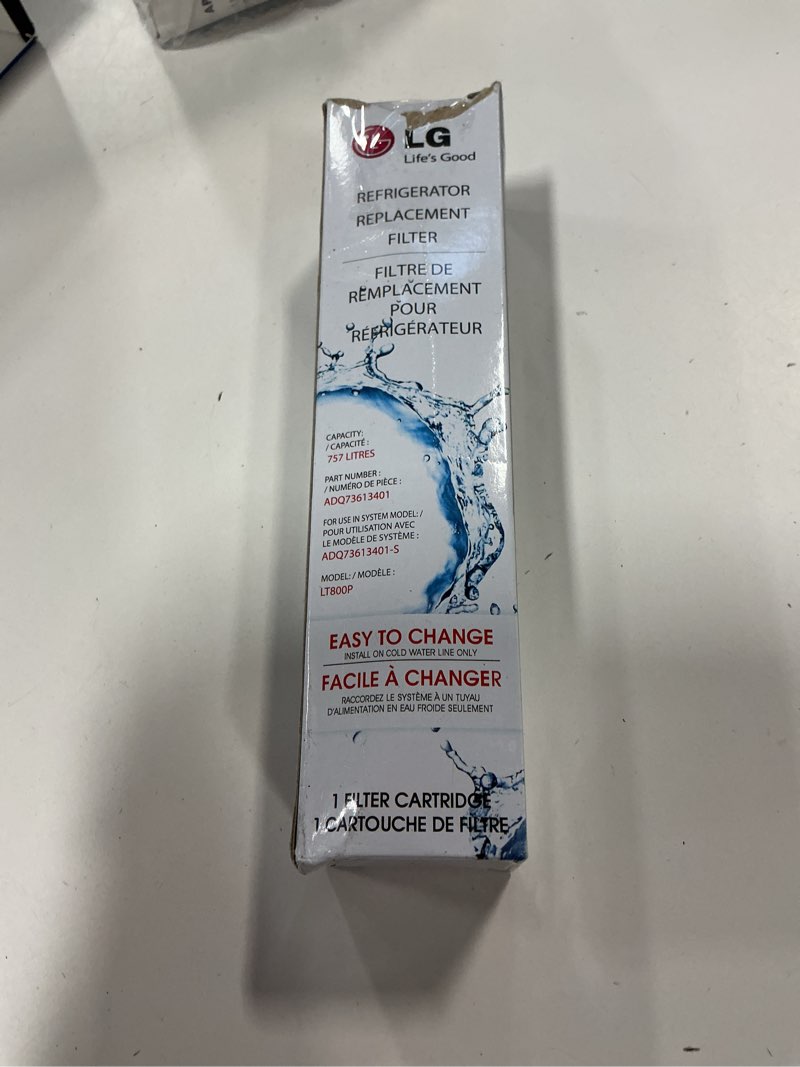 LG
Life's Good
REFRIGERATOR
REPLACEMENT
FILTER
FILTRE DE
REMPLACEMENT
POUR
RÉFRIGÉRATEUR
CAPACITY:
/ CAPACITÉ :
757 LITRES
PART NUMBER :
/ NUMÉRO DE PIÈCE :
ADQ73613401
FOR USE IN SYSTEM MODEL: /
POUR UTILISATION AVEC
LE MODÈLE DE SYSTÈME :
ADQ73613401-S
MODEL: / MODÈLE :
LT800P
EASY TO CHANGE
INSTALL ON COLD WATER LINE ONLY
FACILE À CHANGER
RACCORDEZ LE SYSTÈME À UN TUYAU
D'ALIMENTATION EN EAU FROIDE SEULEMENT
1 FILTER CARTRIDGE
1 CARTOUCHE DE FILTRE